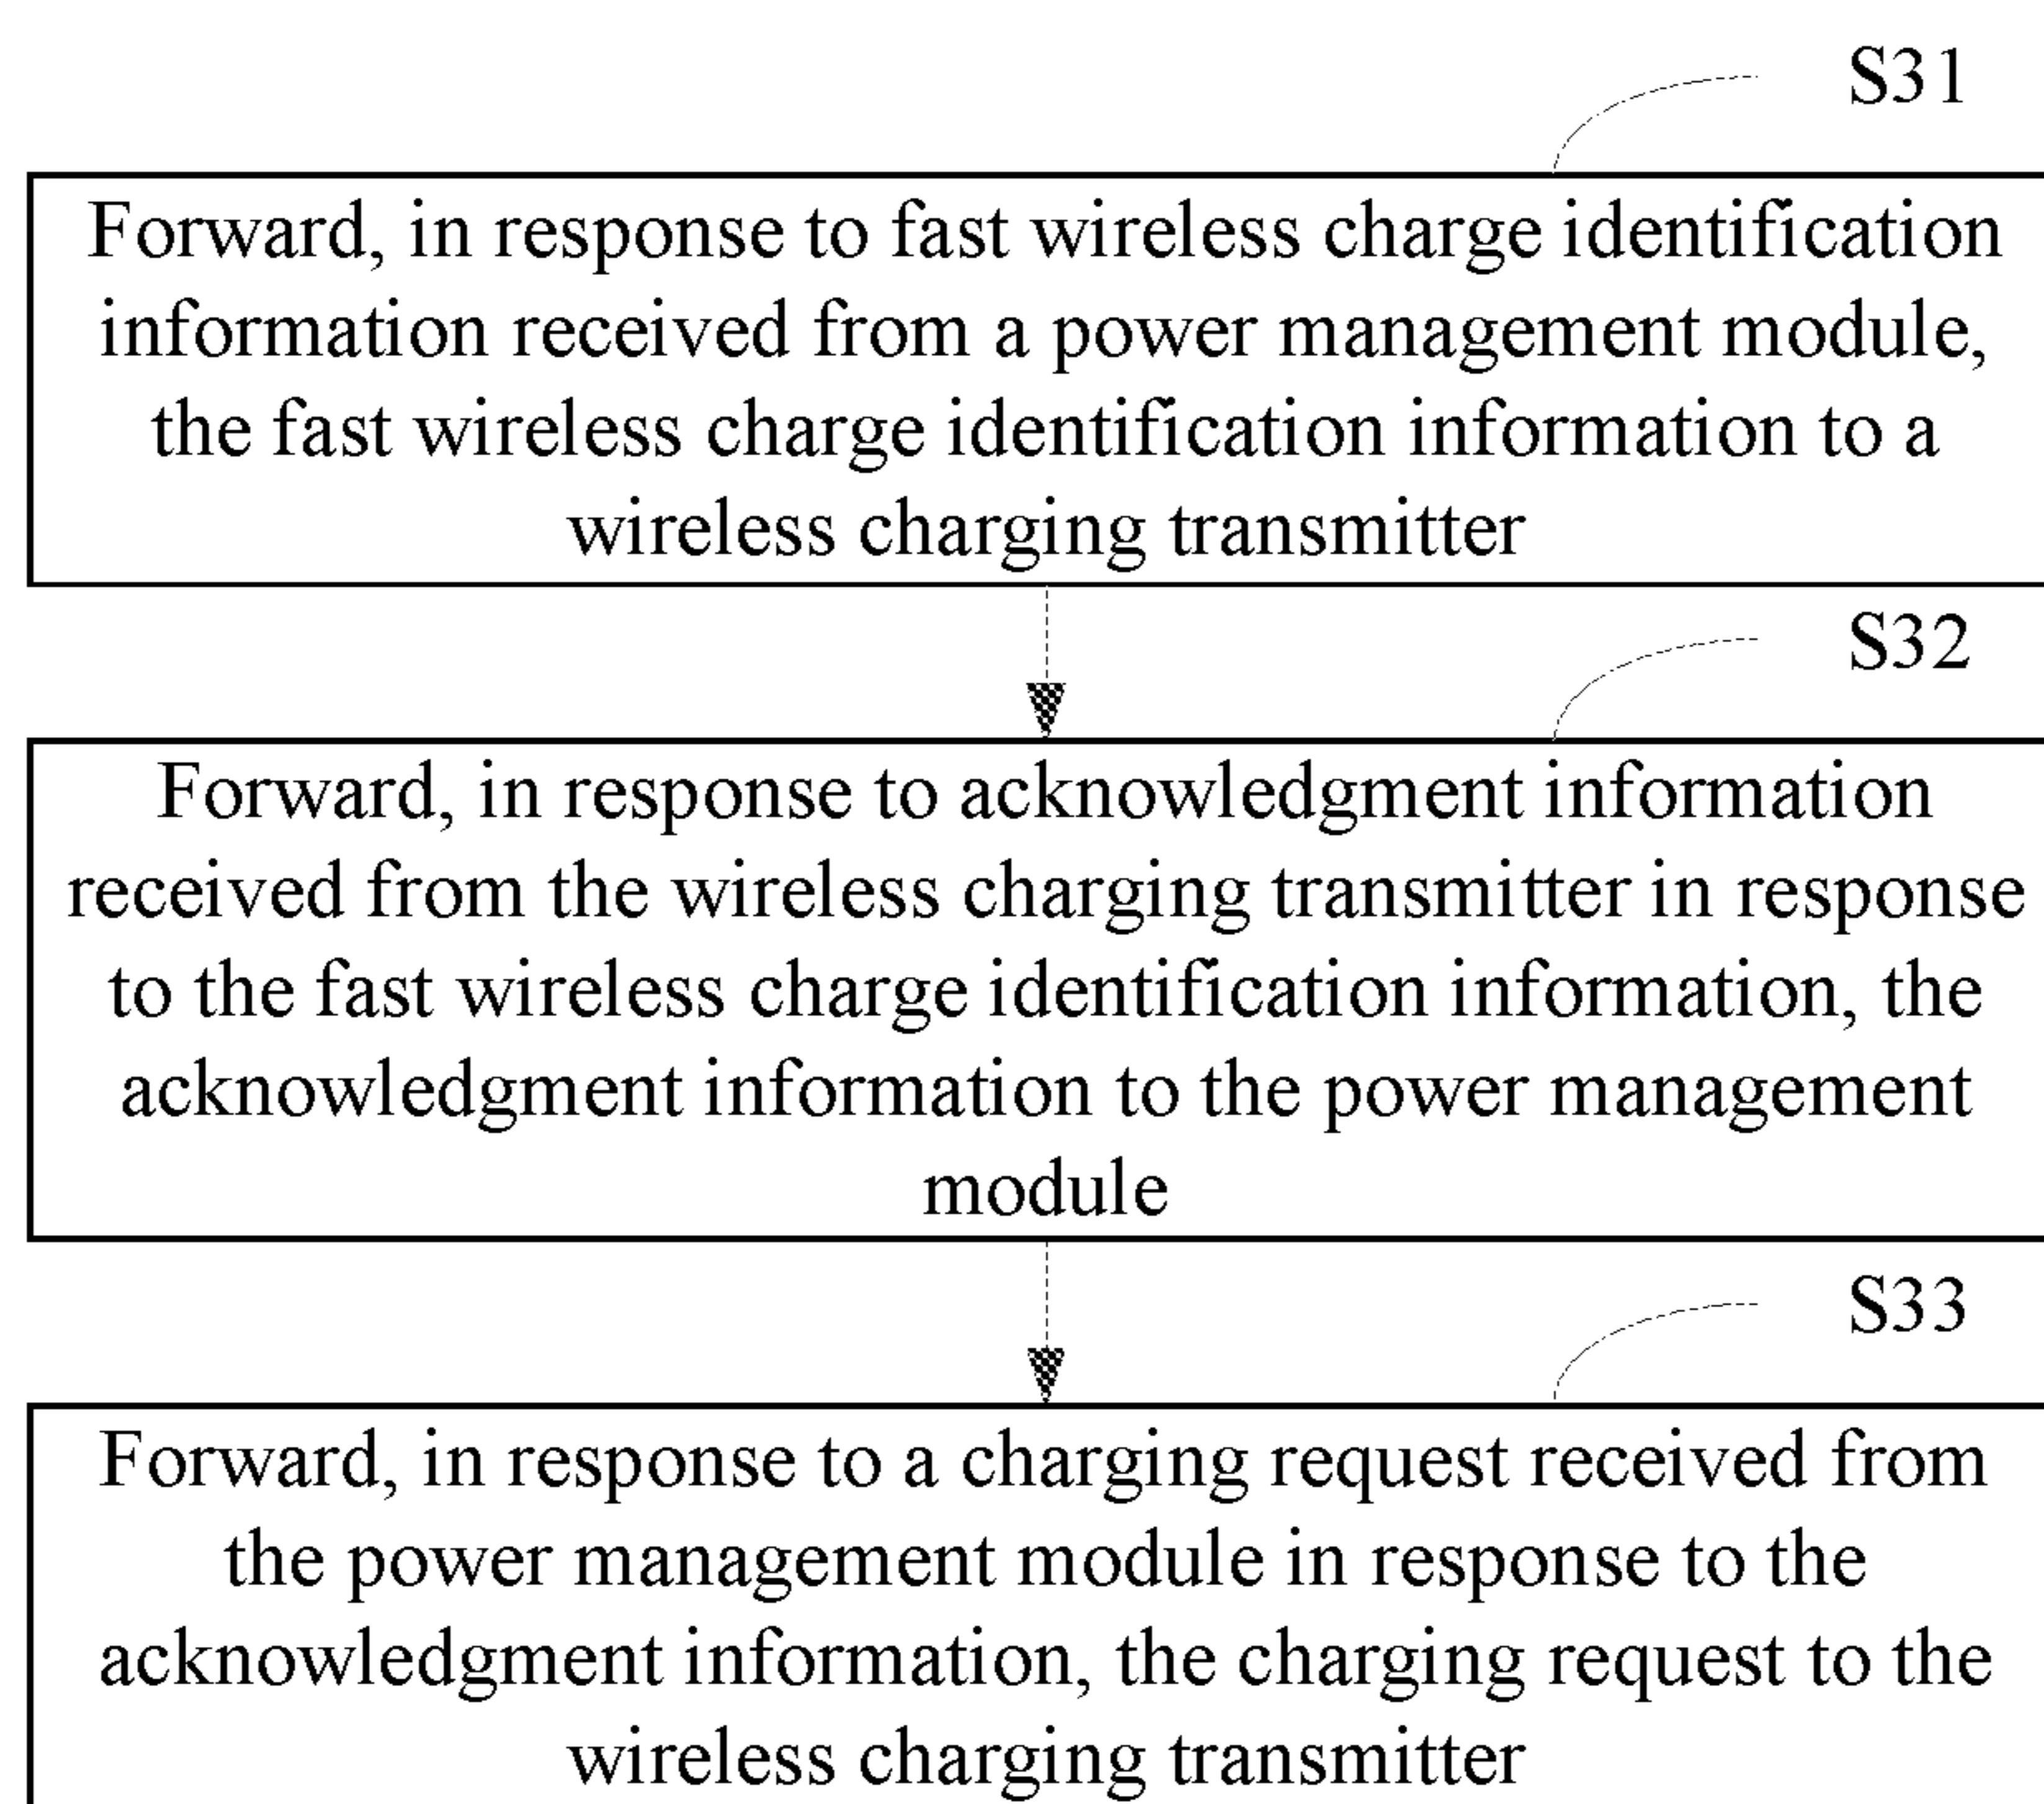 S31
Forward, in response to fast wireless charge identification
information received from a power management module,
the fast wireless charge identification information to a
wireless charging transmitter
S32
Forward, in response to acknowledgment information
received from the wireless charging transmitter in response
to the fast wireless charge identification information, the
acknowledgment information to the power management
module
S33
Forward, in response to a charging request received from
the power management module in response to the
acknowledgment information, the charging request to the
wireless charging transmitter